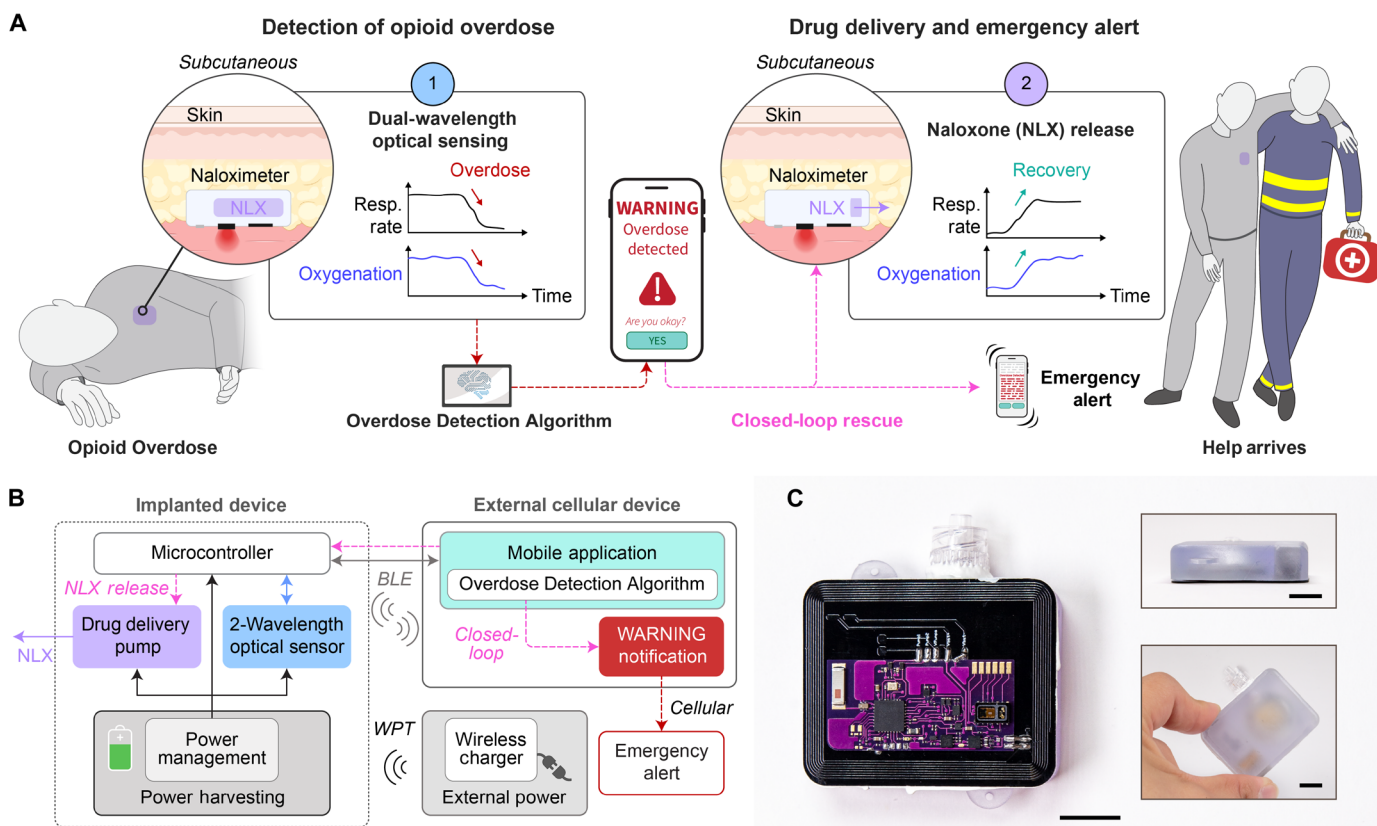 A
Detection of opioid overdose
Drug delivery and emergency alert
Subcutaneous
1
Skin
Dual-wavelength
optical sensing
Naloximeter
NLX
Overdose
Resp.
rate
Oxygenation
Time
WARNING
Overdose
detected
Are you okay?
YES
Subcutaneous
2
Skin
Naloxone (NLX) release
Naloximeter
NLX
Recovery
Resp.
rate
Oxygenation
Time
Opioid Overdose
Overdose Detection Algorithm
Closed-loop rescue
Emergency
alert
Help arrives
B
Implanted device
External cellular device
Microcontroller
NLX release
Drug delivery
pump
2-Wavelength
optical sensor
NLX
Power
management
Power harvesting
BLE
WPT
Mobile application
Overdose Detection Algorithm
Closed-
loop
WARNING
notification
Cellular
Wireless
charger
External power
Emergency
alert
C